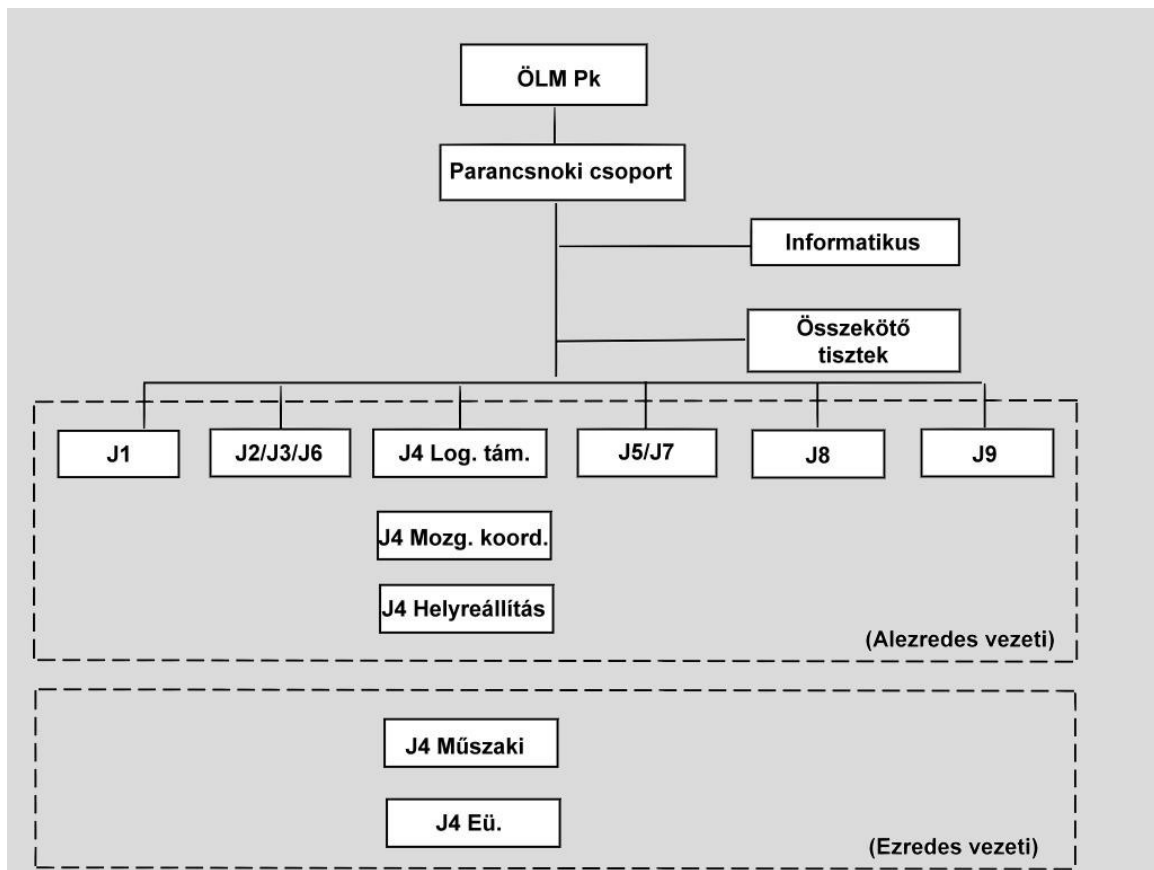 ÖLM Pk
Parancsnoki csoport
Informatikus
Összekötő
tisztek
J1
J2/J3/J6
J4 Log. tám.
J5/J7
J8
J9
J4 Mozg. koord.
J4 Helyreállítás
(Alezredes vezeti)
J4 Műszaki
J4 Eü.
(Ezredes vezeti)